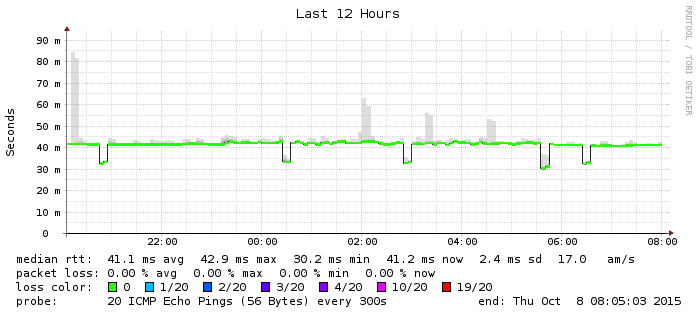 Last 12 Hours
RRDTOOL / TOBI OETIKER
Seconds
90 m
80 m
70 m
60 m
50 m
40 m
30 m
20 m
10 m
0
22:00 00:00 02:00 04:00 06:00 08:00
median rtt: 41.1 ms avg 42.9 ms max 30.2 ms min 41.2 ms now 2.4 ms sd 17.0 am/s
packet loss: 0.00 % avg 0.00 % max 0.00 % min 0.00 % now
loss color: 0 1/20 2/20 3/20 4/20 10/20 19/20
probe: 20 ICMP Echo Pings (56 Bytes) every 300s end: Thu Oct 8 08:05:03 2015